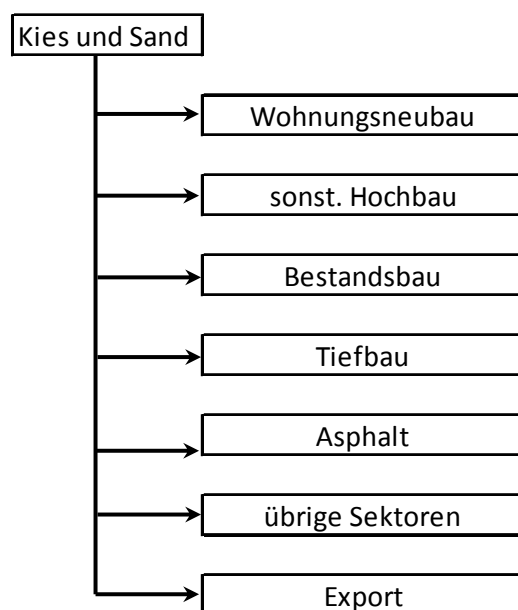 Kies und Sand
Wohnungsneubau
sonst. Hochbau
Bestandsbau
Tiefbau
Asphalt
übrige Sektoren
Export